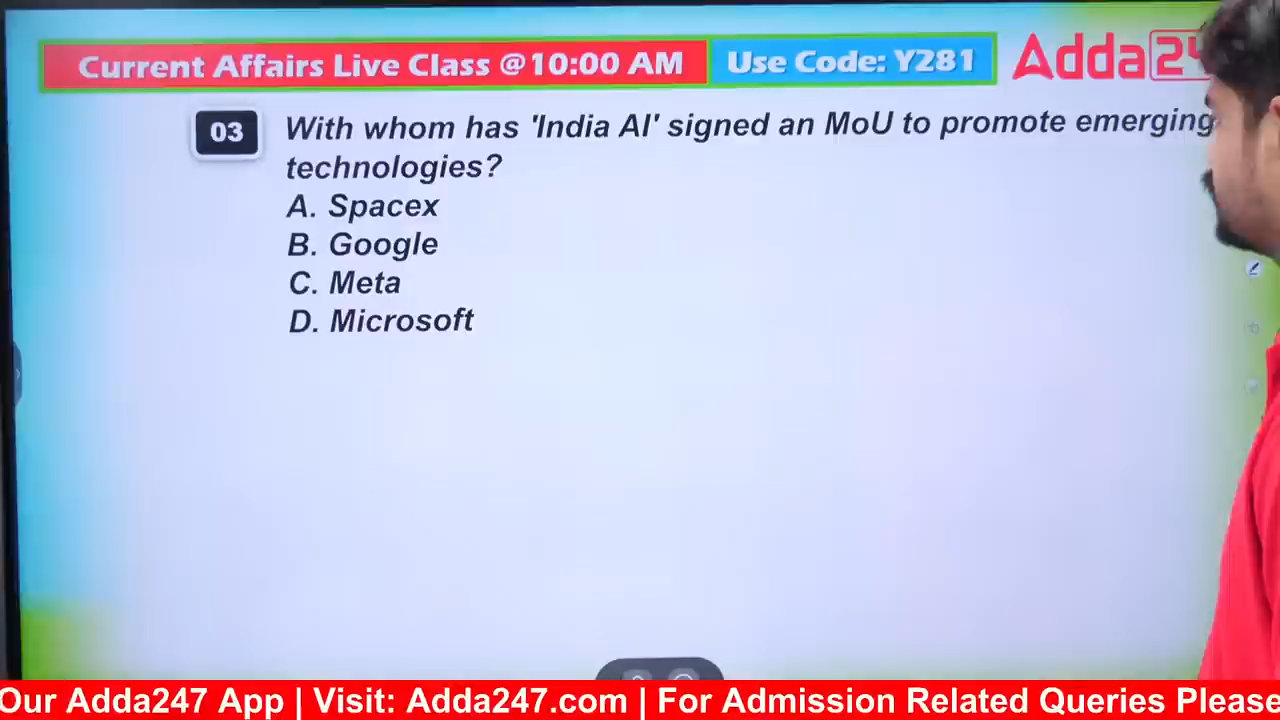 Current Affairs Live Class @10:00 AM
Use Code: Y281
Adda24
03
With whom has 'India AI' signed an MoU to promote emerging
technologies?
A. Spacex
B. Google
C. Meta
D. Microsoft
Our Adda247 App | Visit: Adda247.com | For Admission Related Queries Please